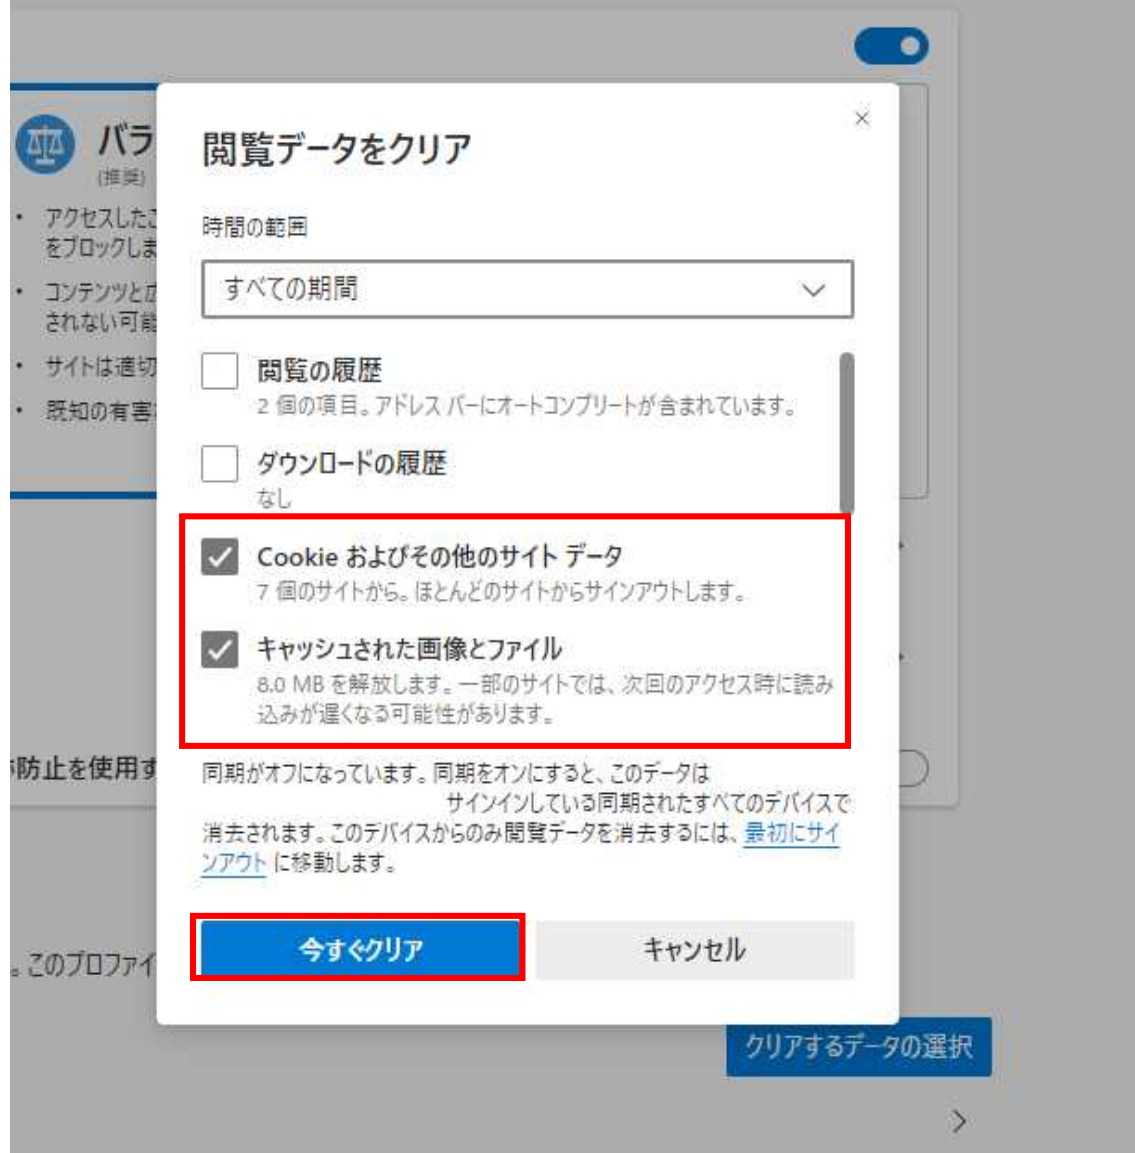 バラ
(推奨)
• アクセスしたこ
をブロックしま
• コンテンツと広
されない可能
• サイトは適切
• 既知の有害
防止を使用す
。このプロファイ
閲覧データをクリア
時間の範囲
すべての期間
閲覧の履歴
2 個の項目。アドレス バーにオートコンプリートが含まれています。
ダウンロードの履歴
なし
Cookie およびその他のサイト データ
7 個のサイトから。ほとんどのサイトからサインアウトします。
キャッシュされた画像とファイル
8.0 MB を解放します。一部のサイトでは、次回のアクセス時に読み
込みが遅くなる可能性があります。
同期がオフになっています。同期をオンにすると、このデータは
サインインしている同期されたすべてのデバイスで
消去されます。このデバイスからのみ閲覧データを消去するには、最初にサイ
ンアウト に移動します。
今すぐクリア
キャンセル
クリアするデータの選択